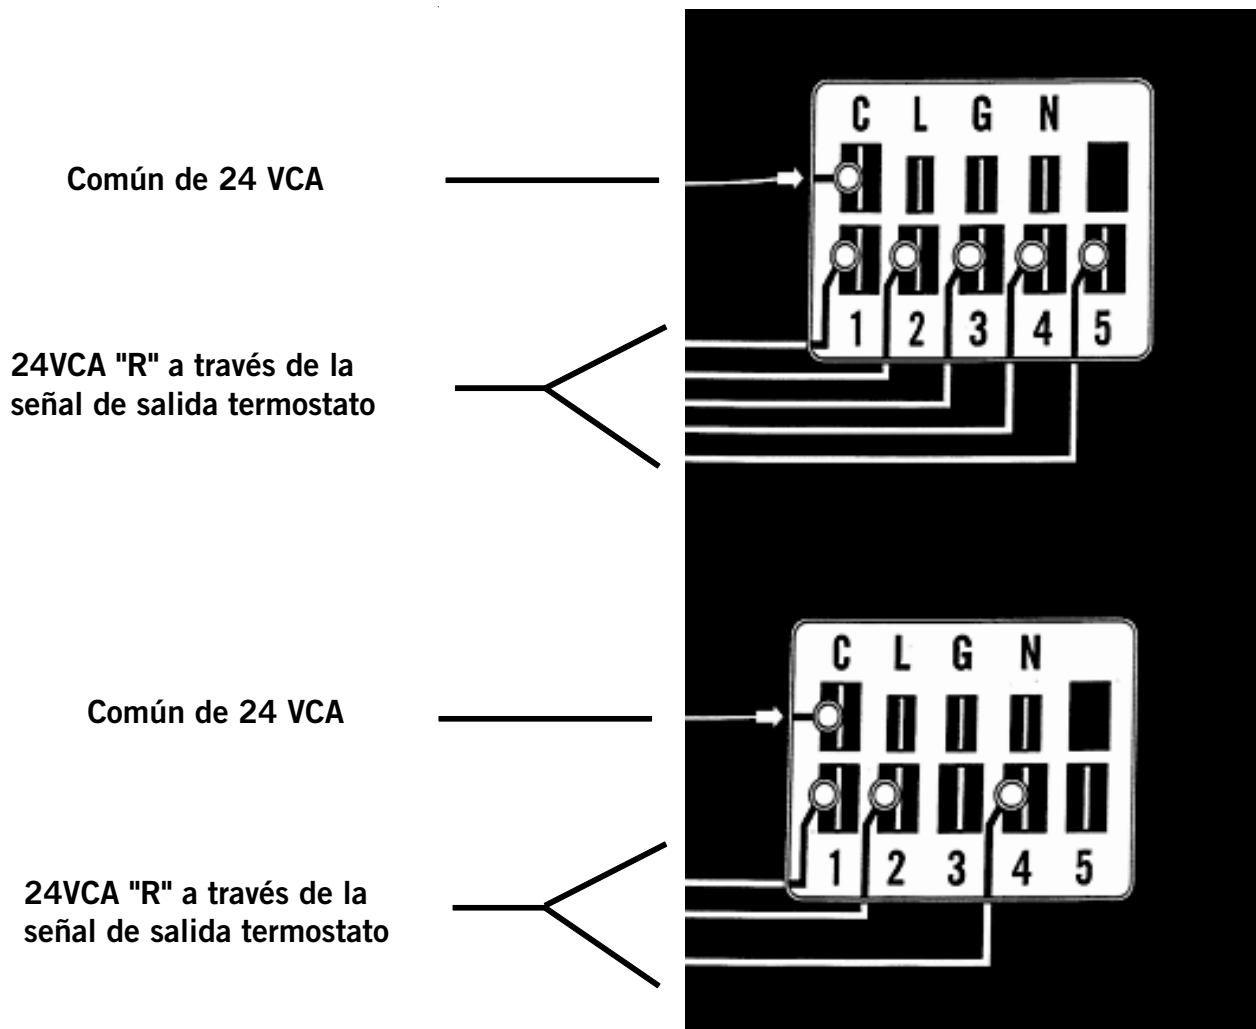 C L G N
Común de 24 VCA
1 2 3 4 5
24VCA "R" a través de la
señal de salida termostato
C L G N
Común de 24 VCA
1 2 3 4 5
24VCA "R" a través de la
señal de salida termostato